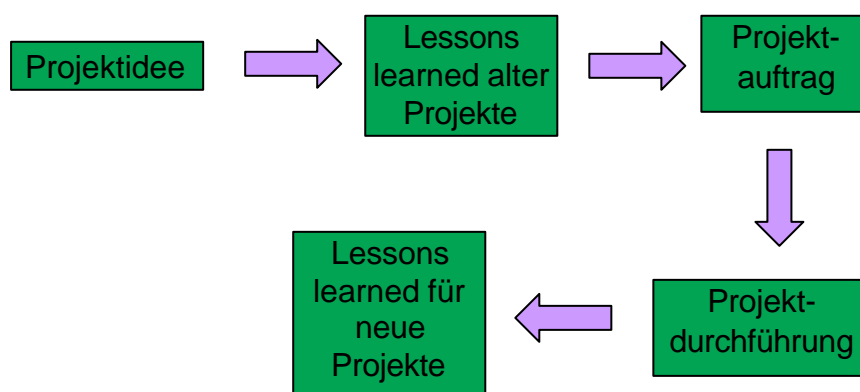 Projektidee
Lessons
learned alter
Projekte
Projekt-
auftrag
Projekt-
durchführung
Lessons
learned für
neue
Projekte